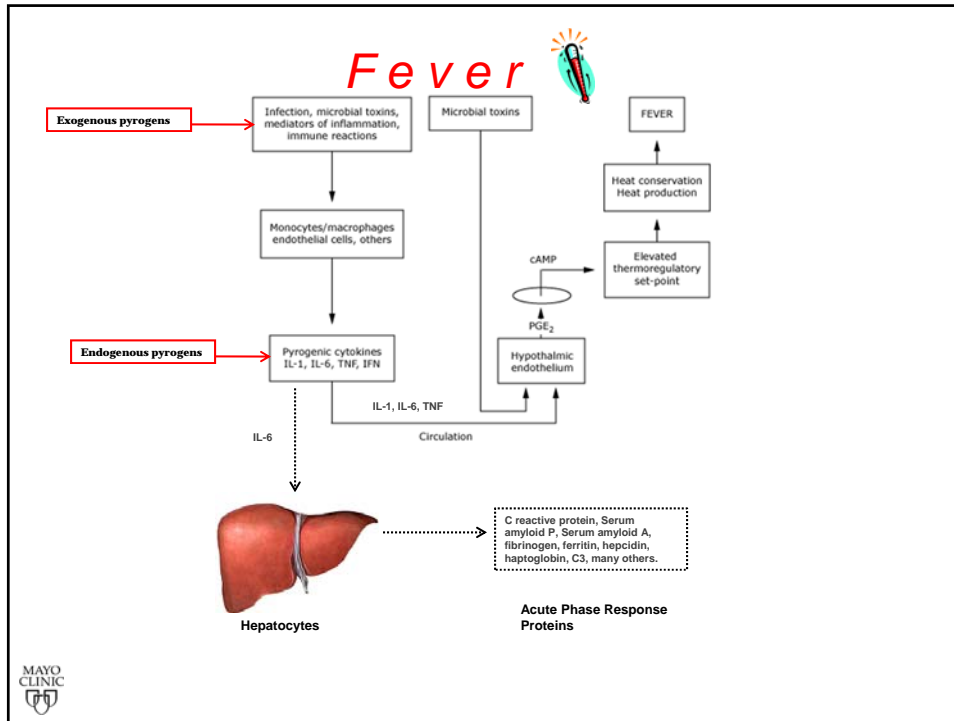 F e v e r
Exogenous pyrogens
Infection, microbial toxins,
mediators of inflammation,
immune reactions
Microbial toxins
FEVER
Heat conservation
Heat production
Monocytes/macrophages
endothelial cells, others
cAMP
Elevated
thermoregulatory
set-point
PGE2
Endogenous pyrogens
Pyrogenic cytokines
IL-1, IL-6, TNF, IFN
Hypothalmic
endothelium
IL-1, IL-6, TNF
IL-6
Circulation
C reactive protein, Serum
amyloid P, Serum amyloid A,
fibrinogen, ferritin, hepcidin,
haptoglobin, C3, many others.
Hepatocytes
Acute Phase Response
Proteins
MAYO
CLINIC